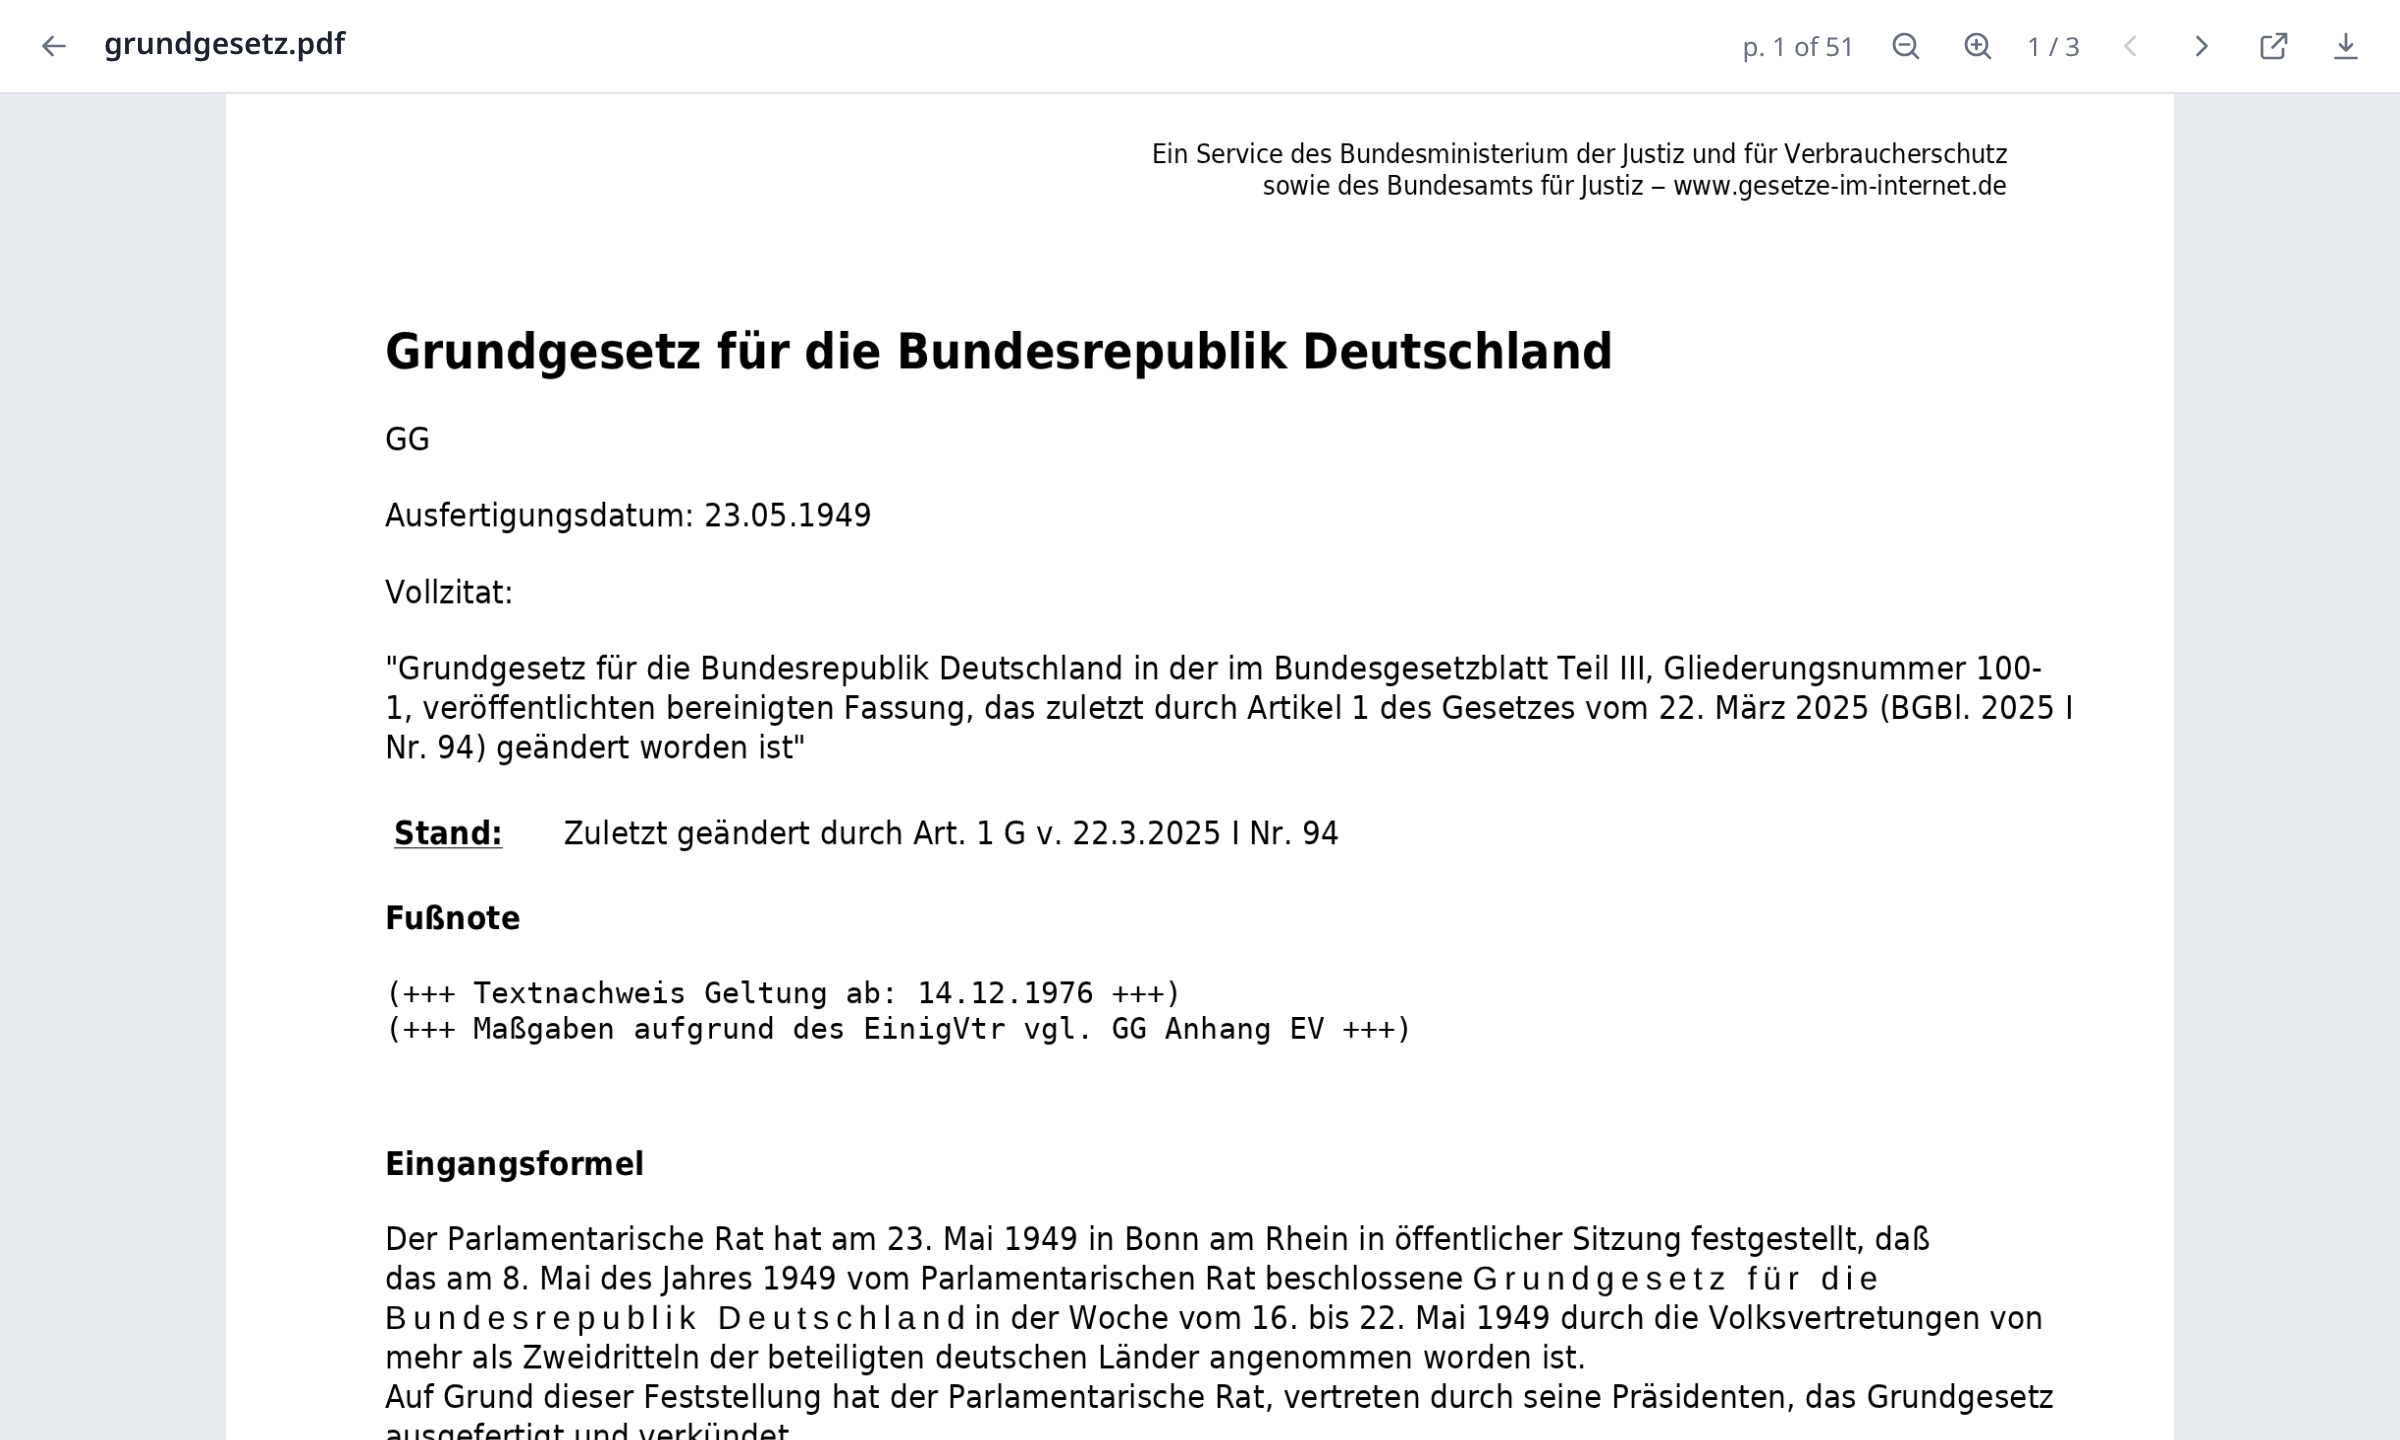 grundgesetz.pdf
p. 1 of 51
1 / 3
Ein Service des Bundesministerium der Justiz und für Verbraucherschutz
sowie des Bundesamts für Justiz – www.gesetze-im-internet.de
Grundgesetz für die Bundesrepublik Deutschland
GG
Ausfertigungsdatum: 23.05.1949
Vollzitat:
"Grundgesetz für die Bundesrepublik Deutschland in der im Bundesgesetzblatt Teil III, Gliederungsnummer 100-
1, veröffentlichten bereinigten Fassung, das zuletzt durch Artikel 1 des Gesetzes vom 22. März 2025 (BGBl. 2025 I
Nr. 94) geändert worden ist"
Stand: Zuletzt geändert durch Art. 1 G v. 22.3.2025 I Nr. 94
Fußnote
(+++ Textnachweis Geltung ab: 14.12.1976 +++)
(+++ Maßgaben aufgrund des EinigVtr vgl. GG Anhang EV +++)
Eingangsformel
Der Parlamentarische Rat hat am 23. Mai 1949 in Bonn am Rhein in öffentlicher Sitzung festgestellt, daß
das am 8. Mai des Jahres 1949 vom Parlamentarischen Rat beschlossene Grundgesetz für die
Bundesrepublik Deutschland in der Woche vom 16. bis 22. Mai 1949 durch die Volksvertretungen von
mehr als Zweidritteln der beteiligten deutschen Länder angenommen worden ist.
Auf Grund dieser Feststellung hat der Parlamentarische Rat, vertreten durch seine Präsidenten, das Grundgesetz
ausgefertigt und verkündet.